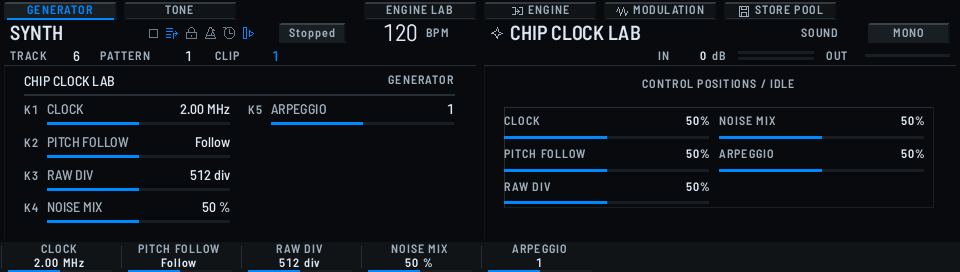 GENERATOR TONE ENGINE LAB ENGINE MODULATION STORE POOL
SYNTH Stopped 120 BPM CHIP CLOCK LAB SOUND MONO
TRACK 6 PATTERN 1 CLIP 1 IN 0 dB OUT
CHIP CLOCK LAB GENERATOR
K1 CLOCK 2.00 MHz K5 ARPEGGIO 1
K2 PITCH FOLLOW Follow
K3 RAW DIV 512 div
K4 NOISE MIX 50 %
CONTROL POSITIONS / IDLE
CLOCK 50% NOISE MIX 50%
PITCH FOLLOW 50% ARPEGGIO 50%
RAW DIV 50%
CLOCK PITCH FOLLOW RAW DIV NOISE MIX ARPEGGIO
2.00 MHz Follow 512 div 50 % 1